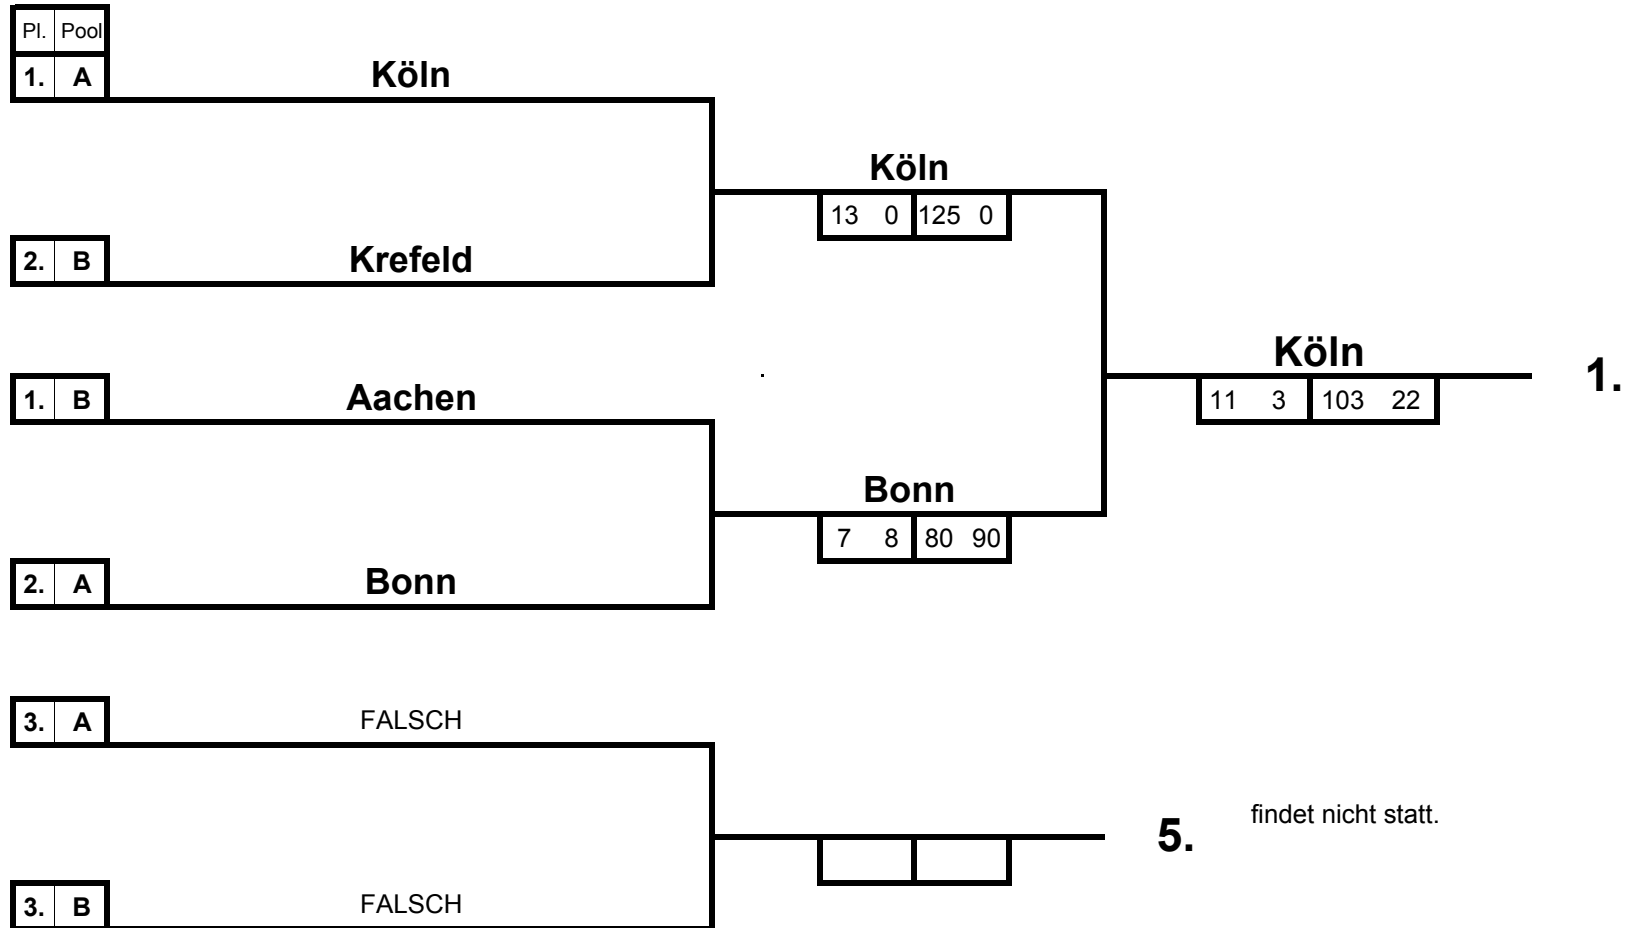 Pl. Pool
1. A Köln
Köln
13 0 125 0
2. B Krefeld
Köln 1.
11 3 103 22
1. B Aachen
Bonn
7 8 80 90
2. A Bonn
3. A FALSCH
5. findet nicht statt.
3. B FALSCH